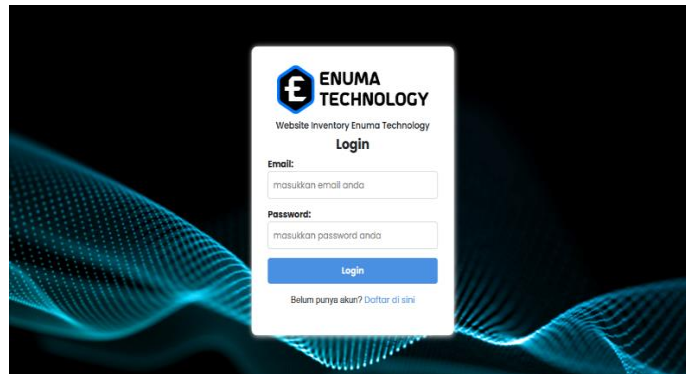 ENUMA
TECHNOLOGY
Website Inventory Enuma Technology
Login
Email:
masukkan email anda
Password:
masukkan password anda
Login
Belum punya akun? Daftar di sini